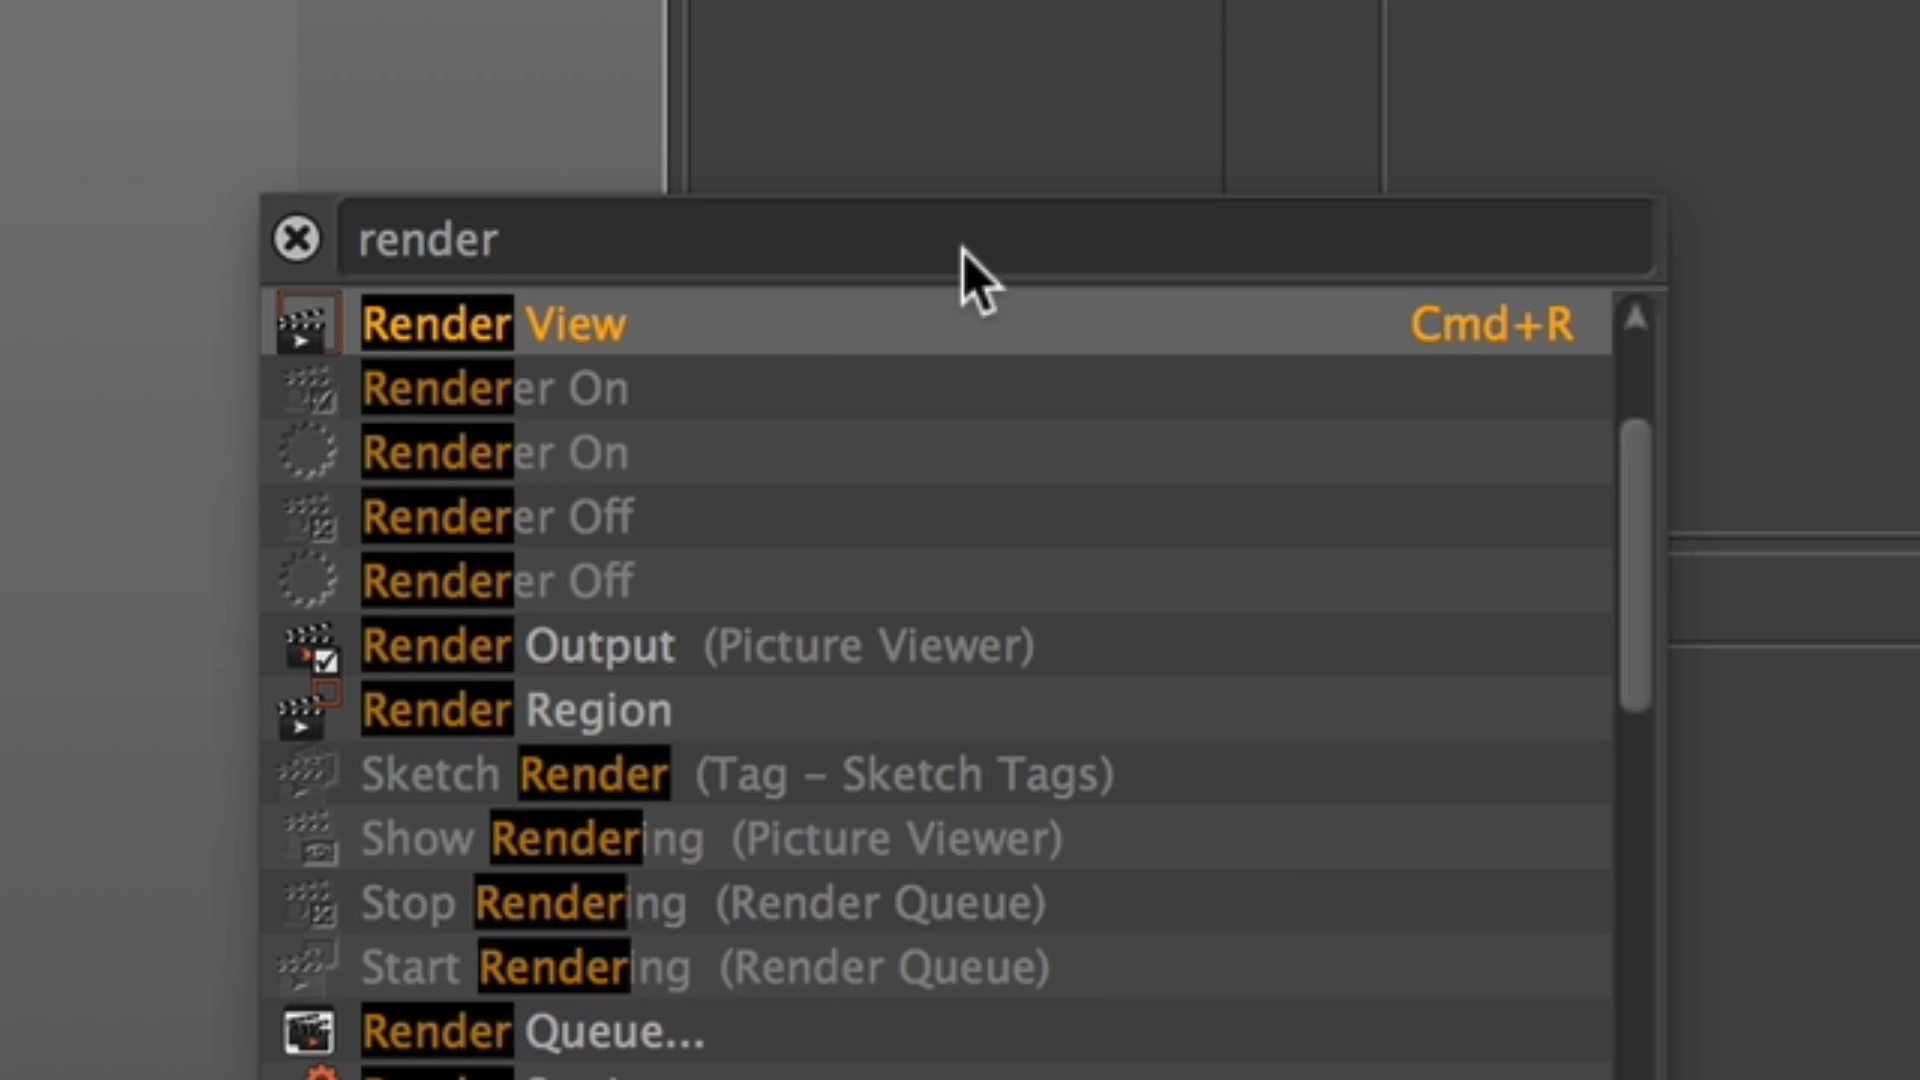 render
Render View Cmd+R
Renderer On
Renderer On
Renderer Off
Renderer Off
Render Output (Picture Viewer)
Render Region
Sketch Render (Tag – Sketch Tags)
Show Rendering (Picture Viewer)
Stop Rendering (Render Queue)
Start Rendering (Render Queue)
Render Queue...